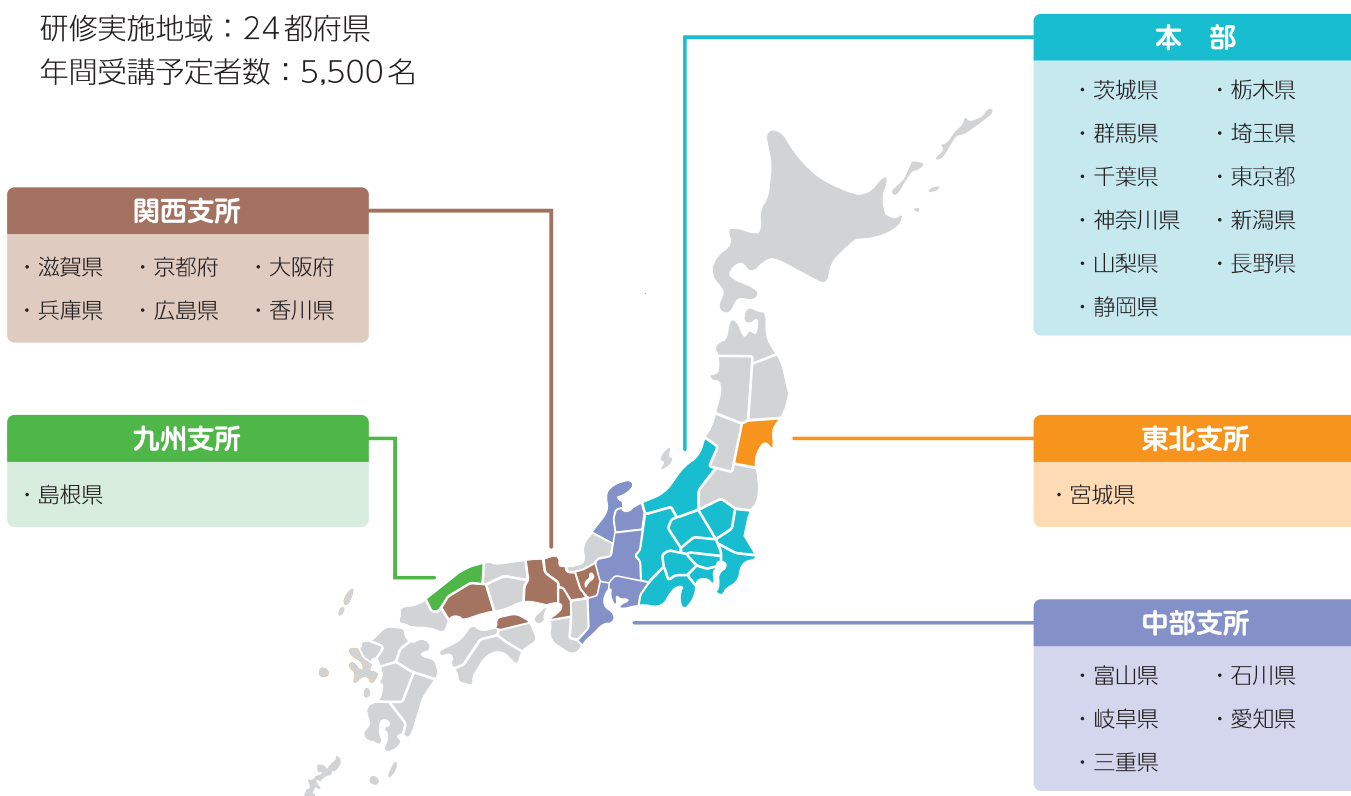 研修実施地域：24都府県
年間受講予定者数：5,500名
本　部
・茨城県　・栃木県
・群馬県　・埼玉県
・千葉県　・東京都
・神奈川県　・新潟県
・山梨県　・長野県
・静岡県
関西支所
・滋賀県　・京都府　・大阪府
・兵庫県　・広島県　・香川県
九州支所
・島根県
東北支所
・宮城県
中部支所
・富山県　・石川県
・岐阜県　・愛知県
・三重県